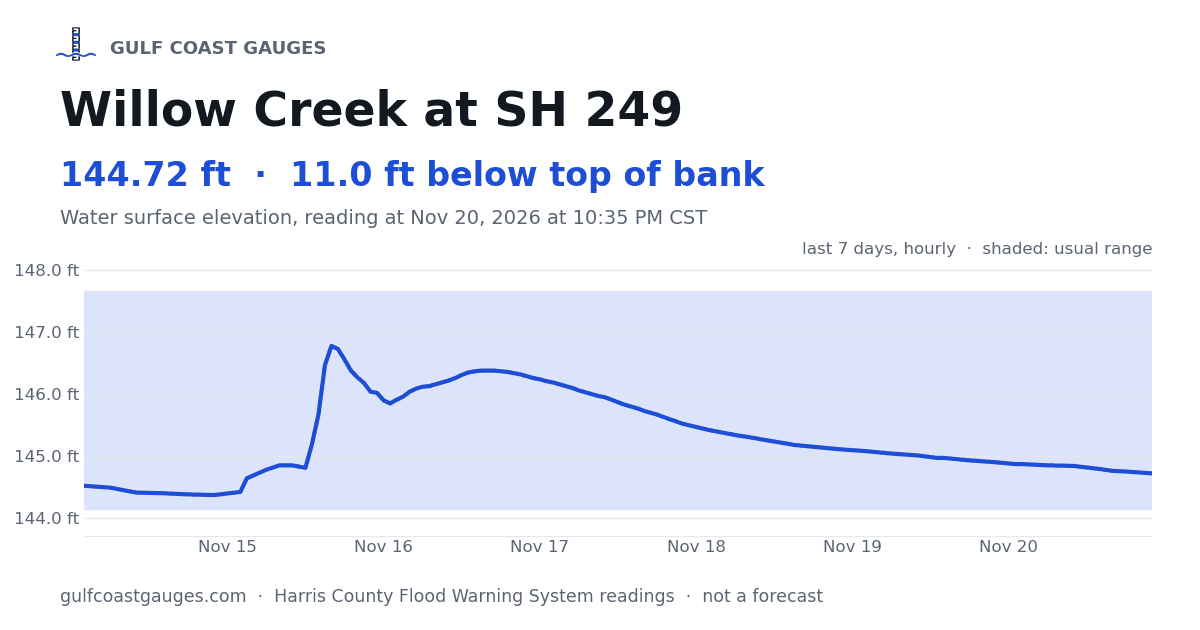 GULF COAST GAUGES
Willow Creek at SH 249
144.72 ft · 11.0 ft below top of bank
Water surface elevation, reading at Nov 20, 2026 at 10:35 PM CST
last 7 days, hourly · shaded: usual range
148.0 ft
147.0 ft
146.0 ft
145.0 ft
144.0 ft
Nov 15 Nov 16 Nov 17 Nov 18 Nov 19 Nov 20
gulfcoastgauges.com · Harris County Flood Warning System readings · not a forecast